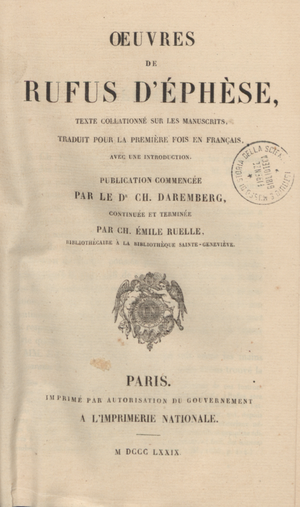 ŒUVRES
DE
RUFUS D'ÉPHÈSE,
TEXTE COLLATIONNÉ SUR LES MANUSCRITS,
TRADUIT POUR LA PREMIÈRE FOIS EN FRANÇAIS,
AVEC UNE INTRODUCTION.
PUBLICATION COMMENCÉE
PAR LE Dr CH. DAREMBERG,
CONTINUÉE ET TERMINÉE
PAR CH. ÉMILE RUELLE,
BIBLIOTHÉCAIRE À LA BIBLIOTHÈQUE SAINTE-GENEVIÈVE.
PARIS.
IMPRIMÉ PAR AUTORISATION DU GOUVERNEMENT
A L'IMPRIMERIE NATIONALE.
M DCCC LXXIX.